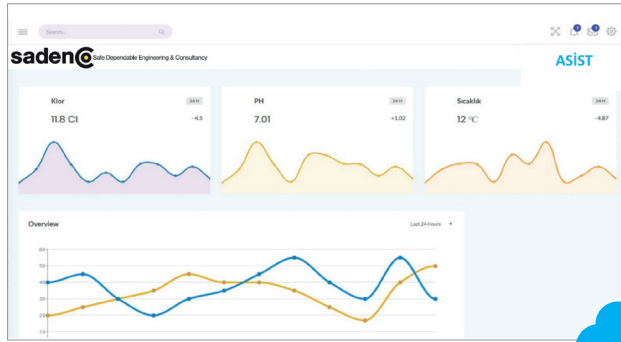 Search...
sadenC Safe Dependable Engineering & Consultancy
ASİST
Klor 24 H
11.8 Cl -4.5
PH 24 H
7.01 +1.02
Sıcaklık 24 H
12 °C -4.87
Overview Last 24 Hours
60
50
40
30
20
10